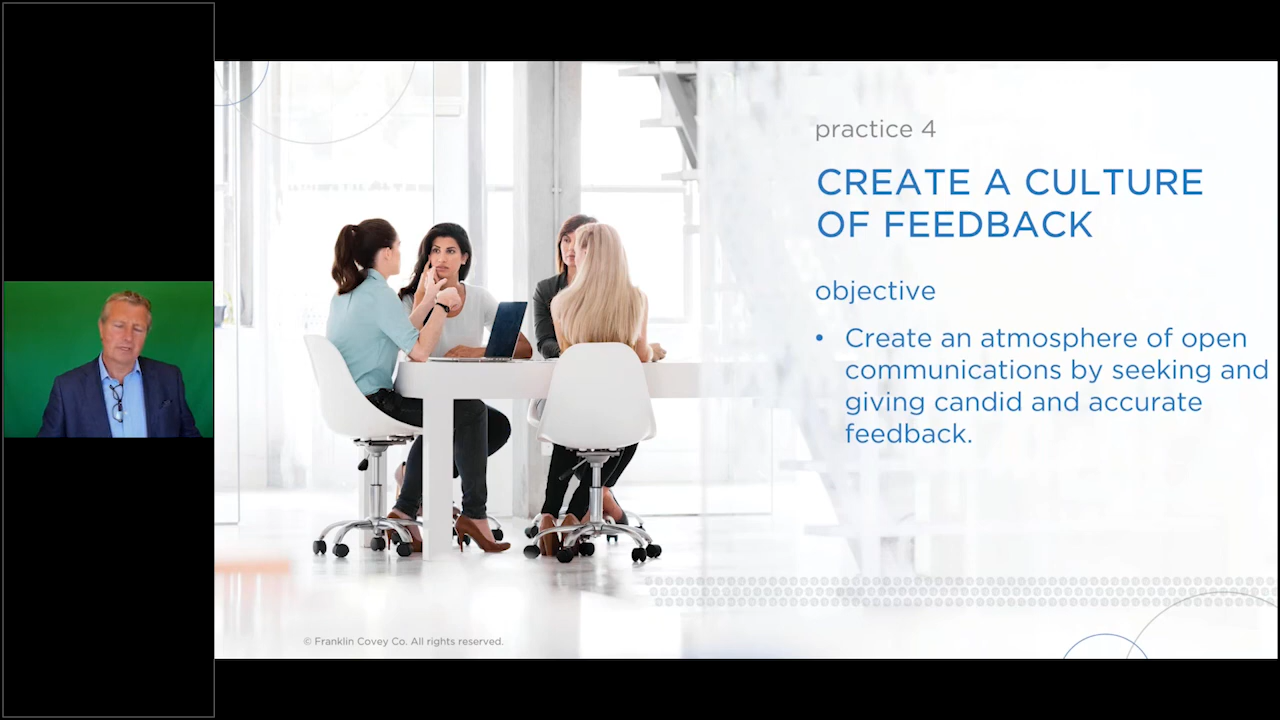 practice 4
CREATE A CULTURE
OF FEEDBACK
objective
• Create an atmosphere of open
communications by seeking and
giving candid and accurate
feedback.
© Franklin Covey Co. All rights reserved.